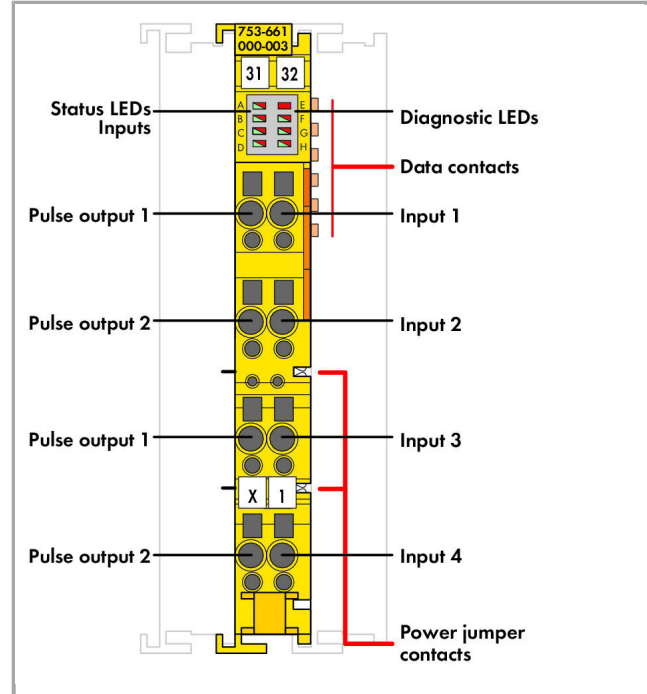 753-661
000-003
31 32
Status LEDs
Inputs
A E
B F
C G
D H
Diagnostic LEDs
Data contacts
Pulse output 1
Input 1
Pulse output 2
Input 2
Pulse output 1
Input 3
X 1
Pulse output 2
Input 4
Power jumper
contacts